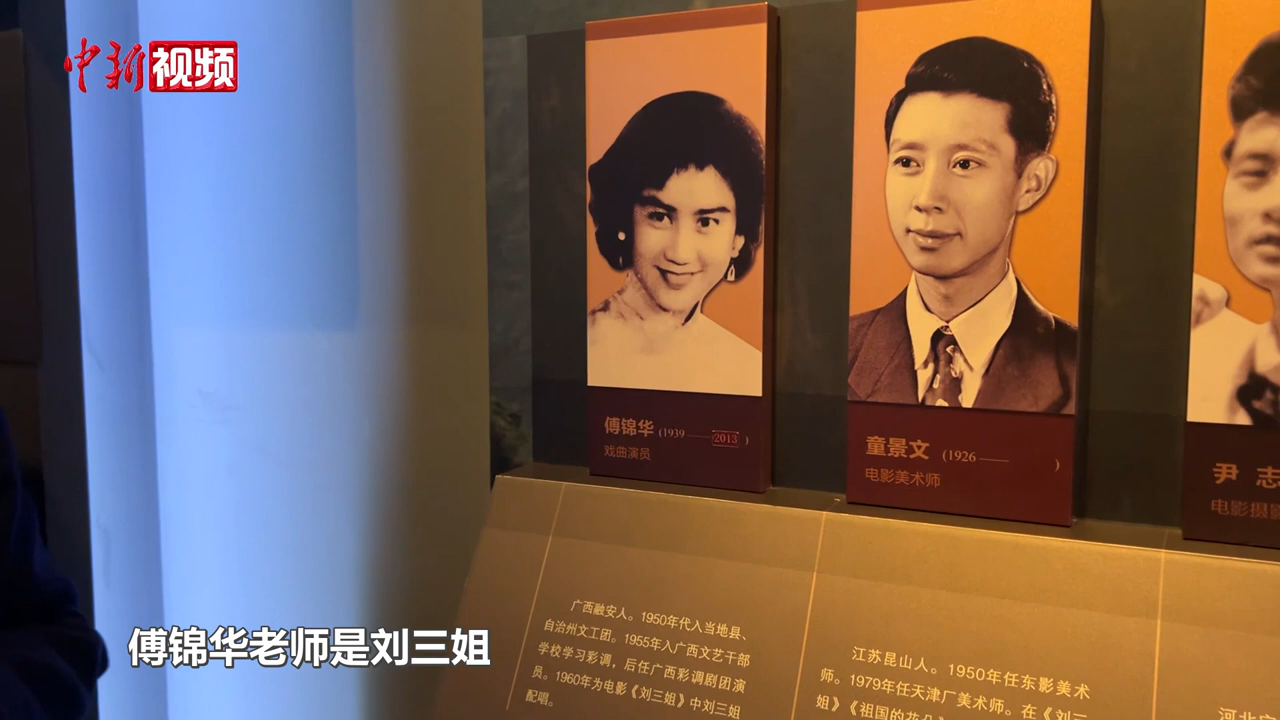 中新视频
傅锦华 (1939 —— 2013 )
戏曲演员
童景文 (1926 —— )
电影美术师
尹 志
电影摄
广西融安人。1950年代入当地县、
自治州文工团。1955年入广西文艺干部
学校学习彩调，后任广西彩调剧团演
员。1960年为电影《刘三姐》中刘三姐
配唱。
江苏昆山人。1950年任东影美术
师。1979年任天津厂美术师。在《刘三
姐》《祖国的花朵
傅锦华老师是刘三姐